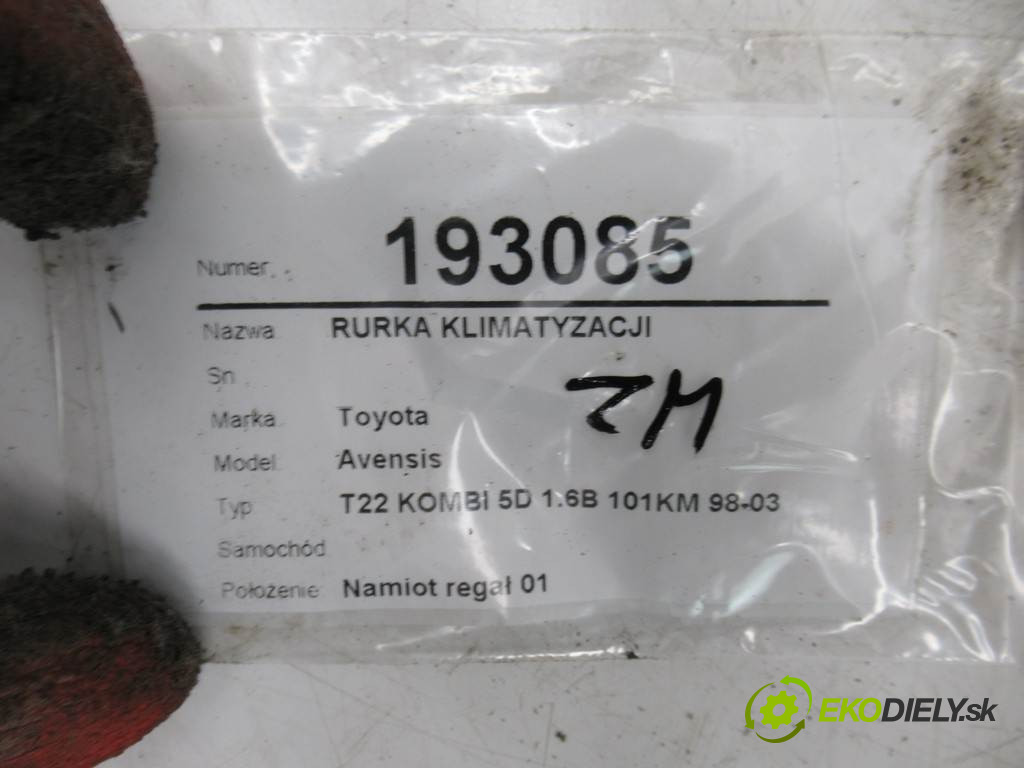 Numer: 193085
Nazwa RURKA KLIMATYZACJI
Sn
Marka Toyota
Model: Avensis
Typ T22 KOMBI 5D 1.6B 101KM 98-03
Samochód
Położenie: Namiot regał 01
EKODIELY.sk